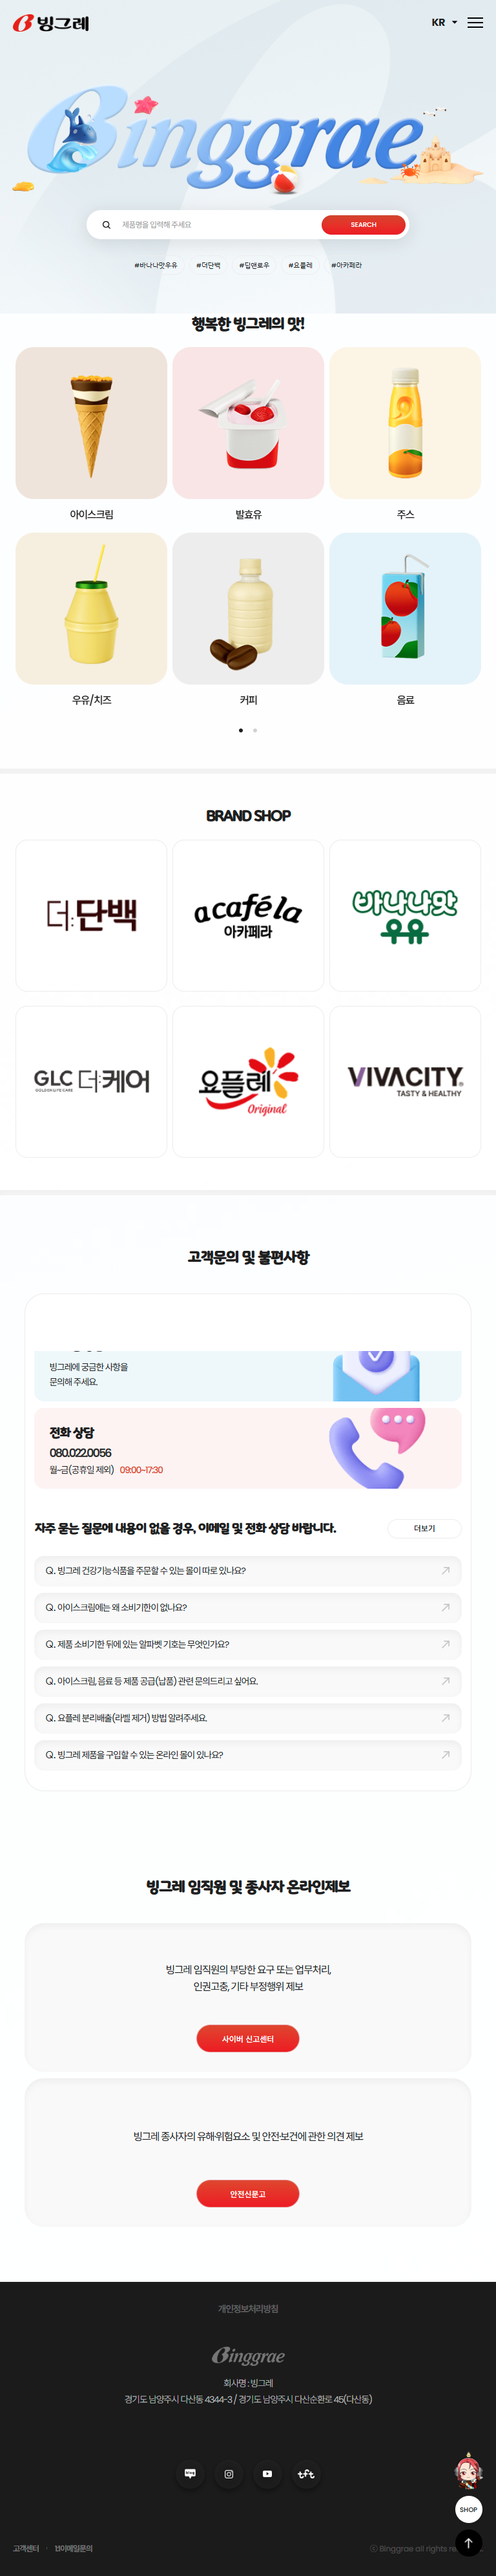 빙그레
KR
Binggrae
제품명을 입력해 주세요
SEARCH
#바나나맛우유 #더단백 #딥앤로우 #요플레 #아카페라
행복한 빙그레의 맛!
아이스크림 발효유 주스
우유/치즈 커피 음료
BRAND SHOP
더:단백
a café la
아카페라
바나나맛
우유
GLC 더:케어
GOLDEN LIFE CARE
요플레
Original
VIVACITY®
TASTY & HEALTHY
고객문의 및 불편사항
빙그레에 궁금한 사항을
문의해 주세요.
전화 상담
080.022.0056
월~금(공휴일 제외) 09:00~17:30
자주 묻는 질문에 내용이 없을 경우, 이메일 및 전화 상담 바랍니다.
더보기
Q. 빙그레 건강기능식품을 주문할 수 있는 몰이 따로 있나요?
Q. 아이스크림에는 왜 소비기한이 없나요?
Q. 제품 소비기한 뒤에 있는 알파벳 기호는 무엇인가요?
Q. 아이스크림, 음료 등 제품 공급(납품) 관련 문의드리고 싶어요.
Q. 요플레 분리배출(라벨 제거) 방법 알려주세요.
Q. 빙그레 제품을 구입할 수 있는 온라인 몰이 있나요?
빙그레 임직원 및 종사자 온라인제보
빙그레 임직원의 부당한 요구 또는 업무처리,
인권고충, 기타 부정행위 제보
사이버 신고센터
빙그레 종사자의 유해·위험요소 및 안전·보건에 관한 의견 제보
안전신문고
개인정보처리방침
Binggrae
회사명 : 빙그레
경기도 남양주시 다산동 4344-3 / 경기도 남양주시 다산순환로 45(다산동)
SHOP
고객센터 · 1:1이메일문의
ⓒ Binggrae all rights re